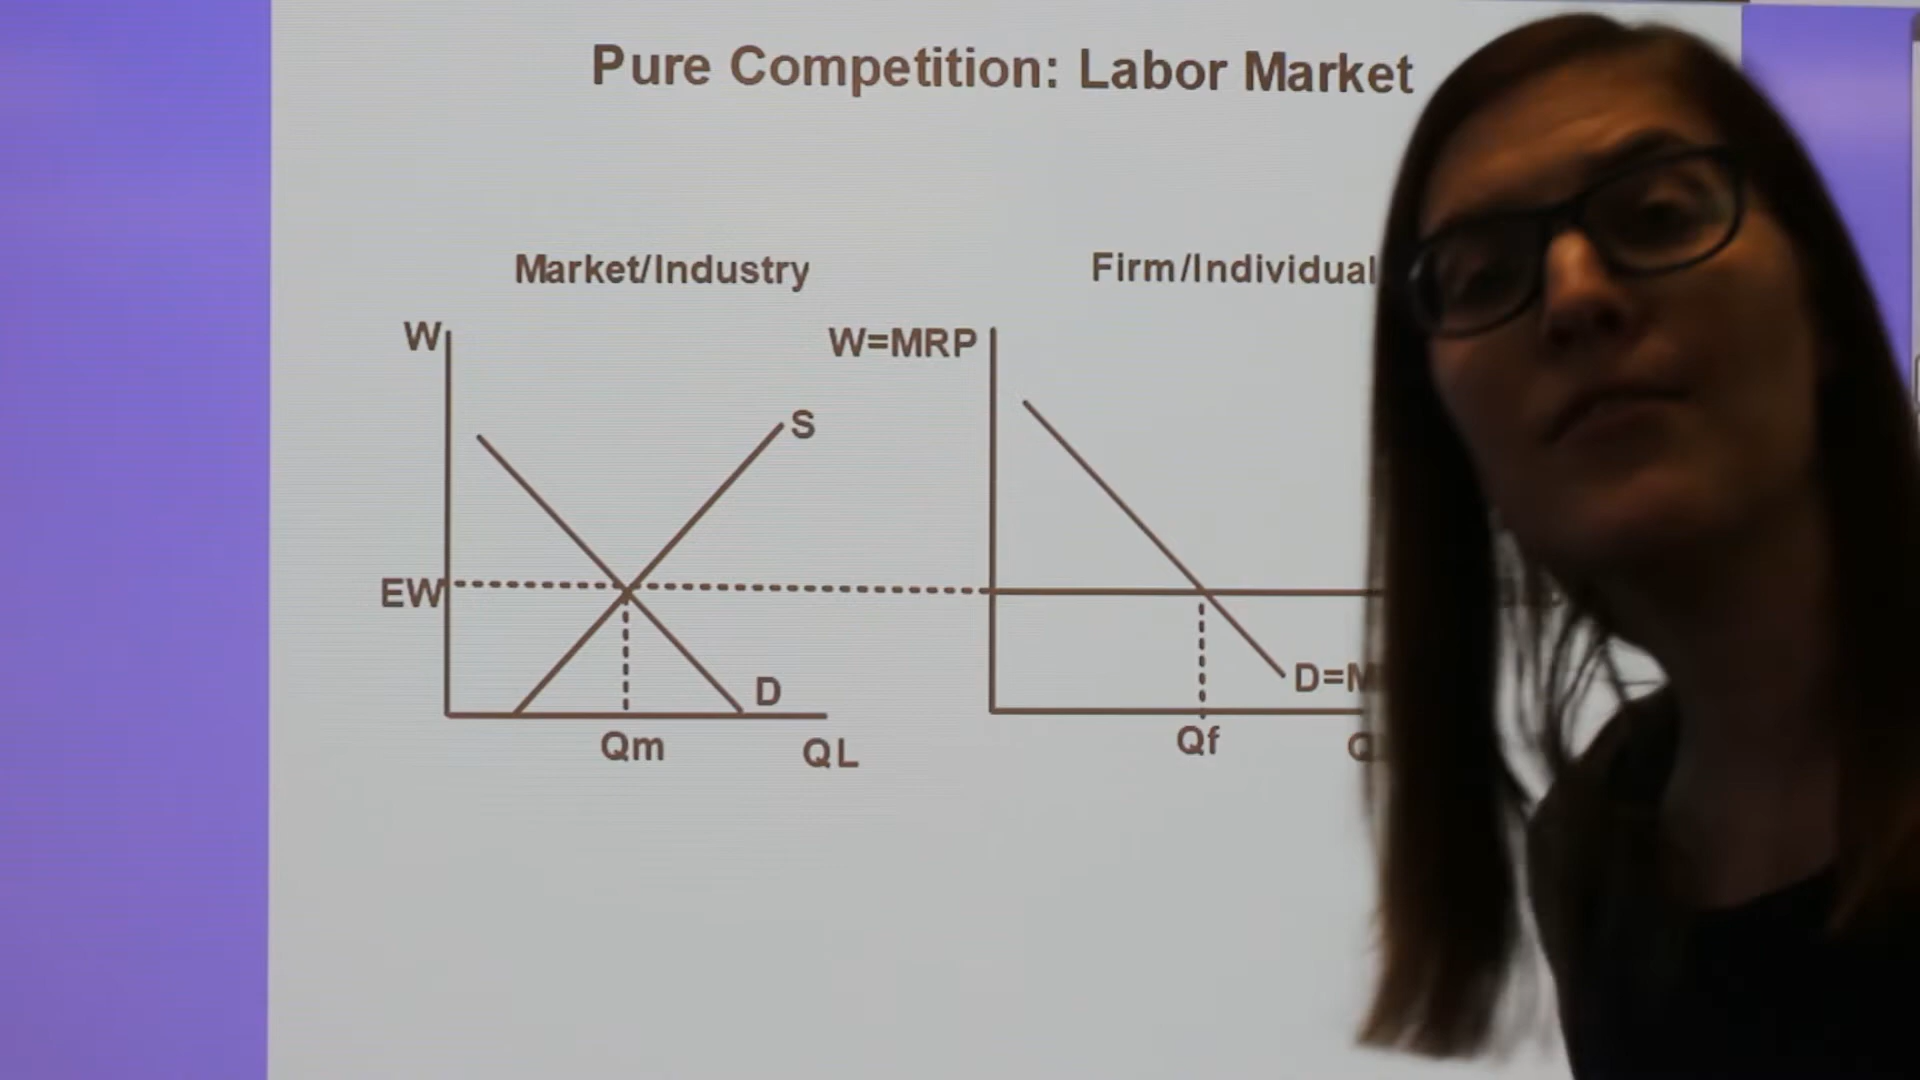 Pure Competition: Labor Market
Market/Industry
Firm/Individual
W
W=MRP
S
EW
D
D=M
Qm
QL
Qf
Q